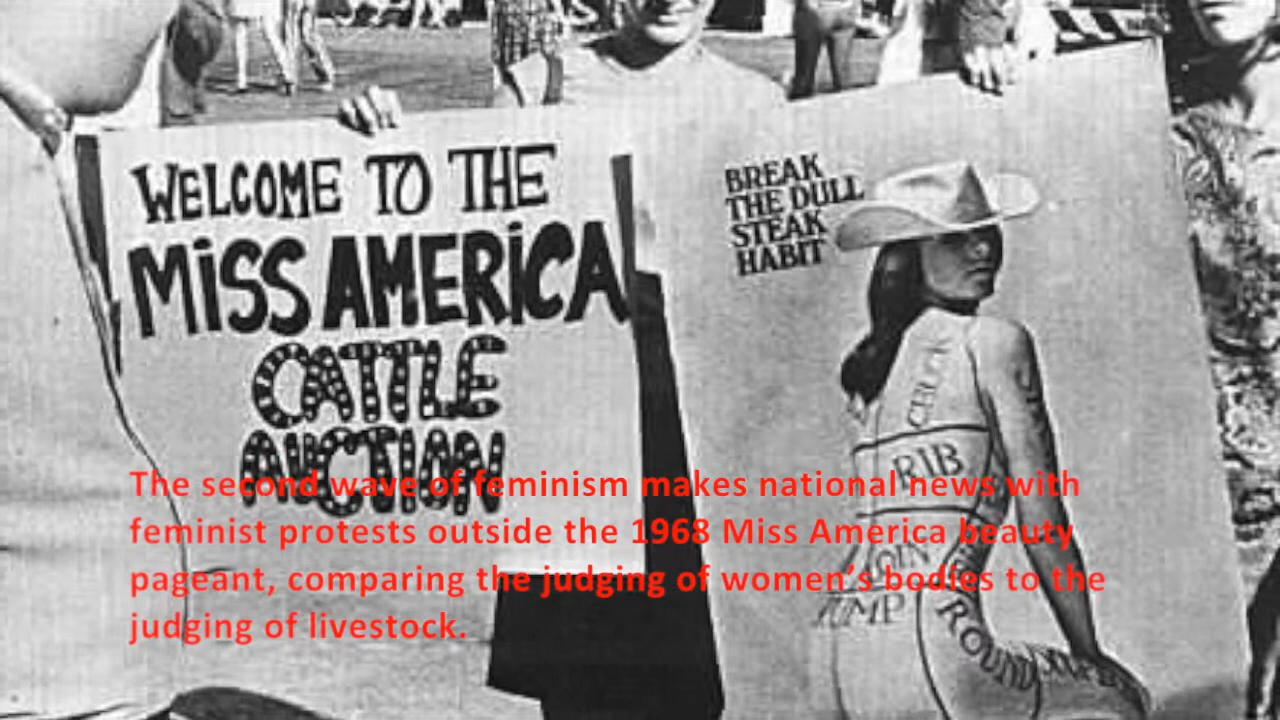 WELCOME TO THE
MiSS AMERiCA
CATTLE
AUCTION
BREAK
THE DULL
STEAK
HABIT
CHUCK
RIB
LOIN
RUMP
ROUND
The second wave of feminism makes national news with
feminist protests outside the 1968 Miss America beauty
pageant, comparing the judging of women’s bodies to the
judging of livestock.